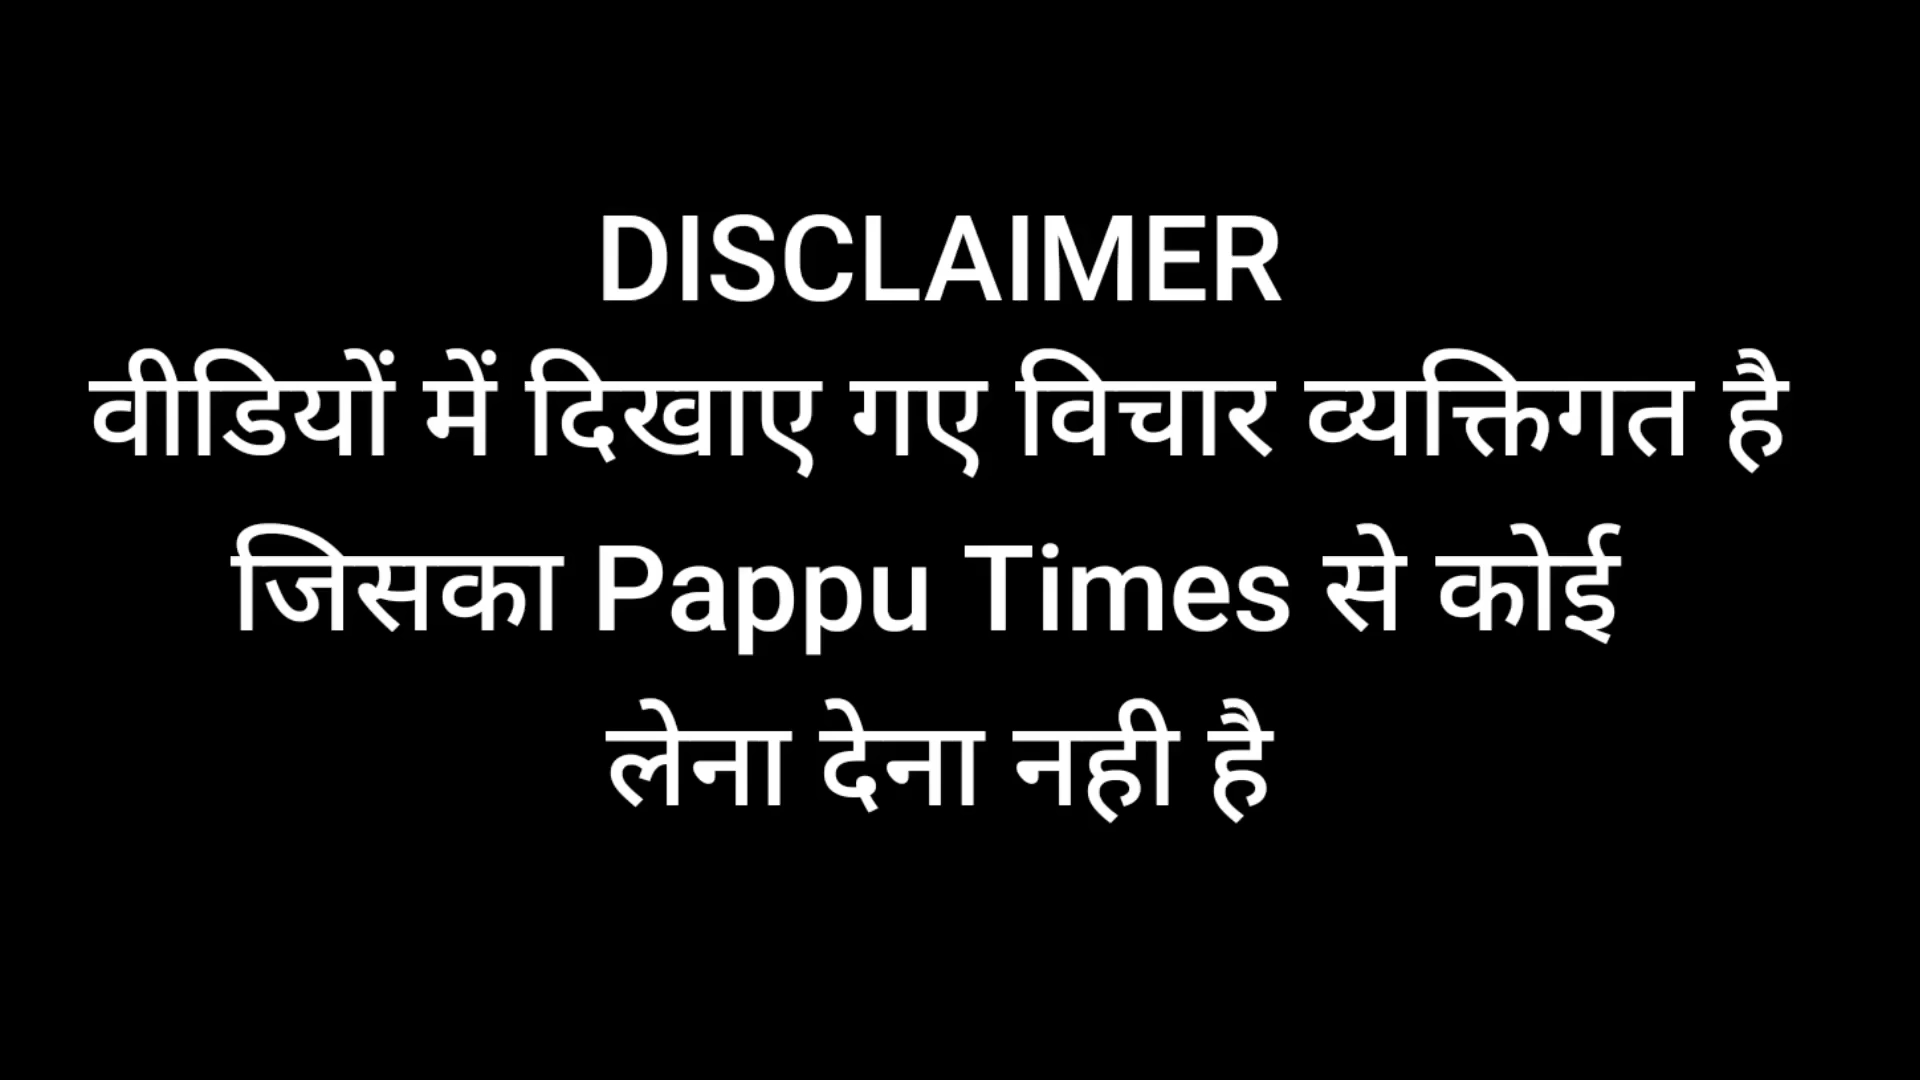 DISCLAIMER
वीडियों में दिखाए गए विचार व्यक्तिगत है
जिसका Pappu Times से कोई
लेना देना नही है